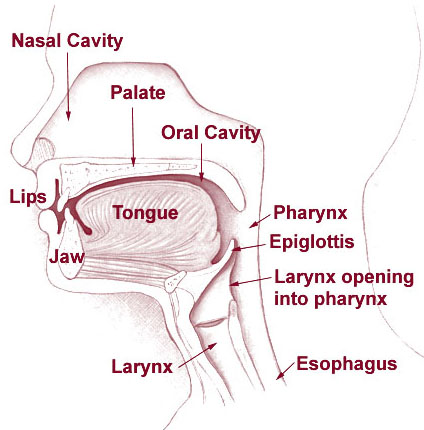 Nasal Cavity
Palate
Oral Cavity
Lips
Tongue
Pharynx
Epiglottis
Jaw
Larynx opening
into pharynx
Larynx
Esophagus